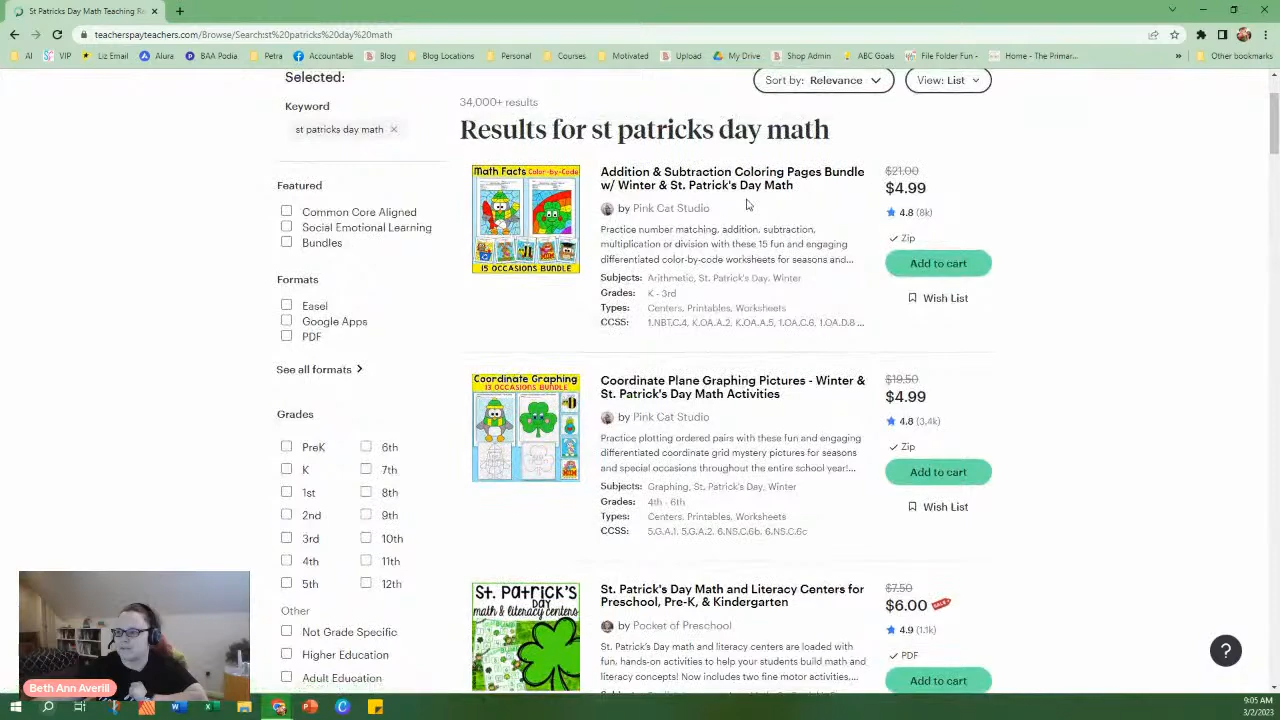 St Patricks Day Math Teaching Re
teacherspayteachers.com/Browse/Search:st%20patricks%20day%20math
AI VIP Liz Email Alura BAA Podia Petra Accountable Blog Blog Locations Personal Courses Motivated Upload My Drive Shop Admin ABC Goals File Folder Fun - Home - The Primar... » Other bookmarks
Selected:
Sort by: Relevance
View: List
Keyword
st patricks day math ×
34,000+ results
Results for st patricks day math
Featured
Common Core Aligned
Social Emotional Learning
Bundles
Formats
Easel
Google Apps
PDF
See all formats >
Grades
PreK 6th
K 7th
1st 8th
2nd 9th
3rd 10th
4th 11th
5th 12th
Other
Not Grade Specific
Higher Education
Adult Education
Math Facts Color-by-Code
15 OCCASIONS BUNDLE
Addition & Subtraction Coloring Pages Bundle
w/ Winter & St. Patrick's Day Math
by Pink Cat Studio
Practice number matching, addition, subtraction,
multiplication or division with these 15 fun and engaging
differentiated color-by-code worksheets for seasons and...
Subjects: Arithmetic, St. Patrick's Day, Winter
Grades: K - 3rd
Types: Centers, Printables, Worksheets
CCSS: 1.NBT.C.4, K.OA.A.2, K.OA.A.5, 1.OA.C.6, 1.OA.D.8 ...
$21.00
$4.99
4.8 (8k)
Zip
Add to cart
Wish List
Coordinate Graphing
13 OCCASIONS BUNDLE
Coordinate Plane Graphing Pictures - Winter &
St. Patrick's Day Math Activities
by Pink Cat Studio
Practice plotting ordered pairs with these fun and engaging
differentiated coordinate grid mystery pictures for seasons
and special occasions throughout the entire school year!...
Subjects: Graphing, St. Patrick's Day, Winter
Grades: 4th - 6th
Types: Centers, Printables, Worksheets
CCSS: 5.G.A.1, 5.G.A.2, 6.NS.C.6b, 6.NS.C.6c
$19.50
$4.99
4.8 (3.4k)
Zip
Add to cart
Wish List
St. Patrick's
DAY
math & literacy centers
St. Patrick's Day Math and Literacy Centers for
Preschool, Pre-K, & Kindergarten
by Pocket of Preschool
St. Patrick's Day math and literacy centers are loaded with
fun, hands-on activities to help your students build math and
literacy concepts! Now includes two fine motor activities...
$7.50
$6.00 SALE
4.9 (1.1k)
PDF
Add to cart
?
Beth Ann Averill
9:05 AM
3/2/2023